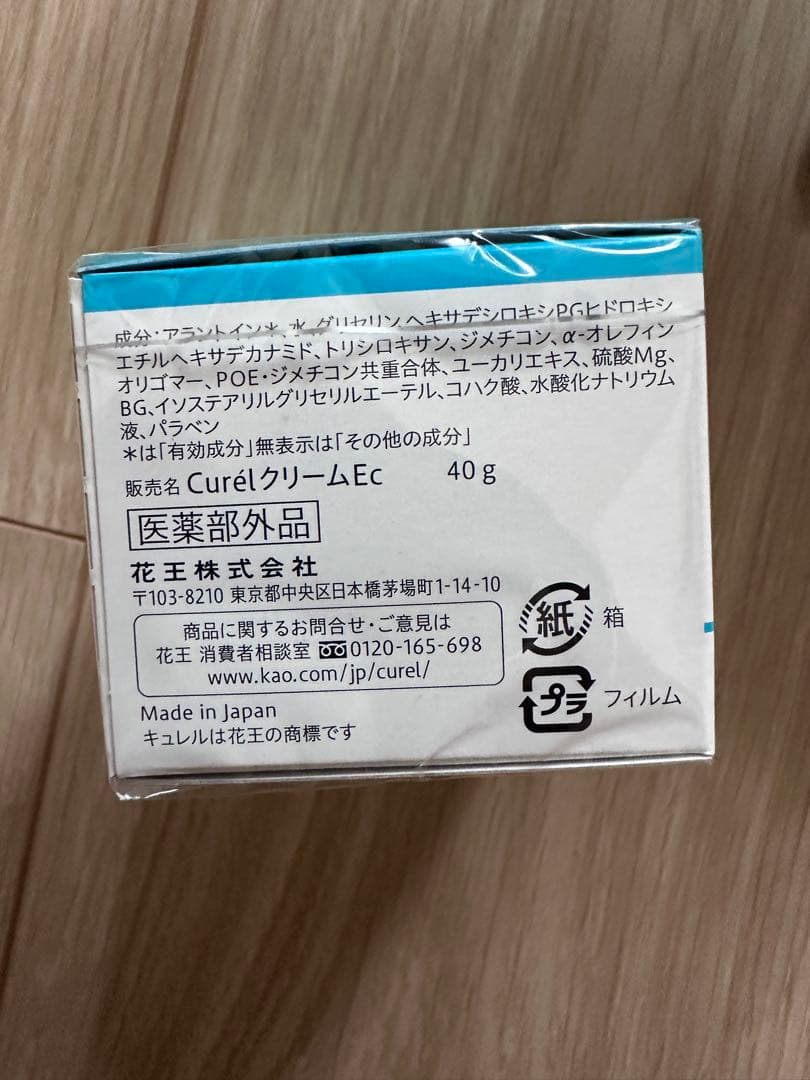 成分:アラントイン*、水、グリセリン、ヘキサデシロキシPGヒドロキシ
エチルヘキサデカナミド、トリシロキサン、ジメチコン、α-オレフィン
オリゴマー、POE・ジメチコン共重合体、ユーカリエキス、硫酸Mg、
BG、イソステアリルグリセリルエーテル、コハク酸、水酸化ナトリウム
液、パラベン
*は「有効成分」無表示は「その他の成分」
販売名 CurélクリームEc 40g
医薬部外品
花王株式会社
〒103-8210 東京都中央区日本橋茅場町1-14-10
商品に関するお問合せ・ご意見は
花王 消費者相談室 0120-165-698
www.kao.com/jp/curel/
紙 箱
プラ フィルム
Made in Japan
キュレルは花王の商標です